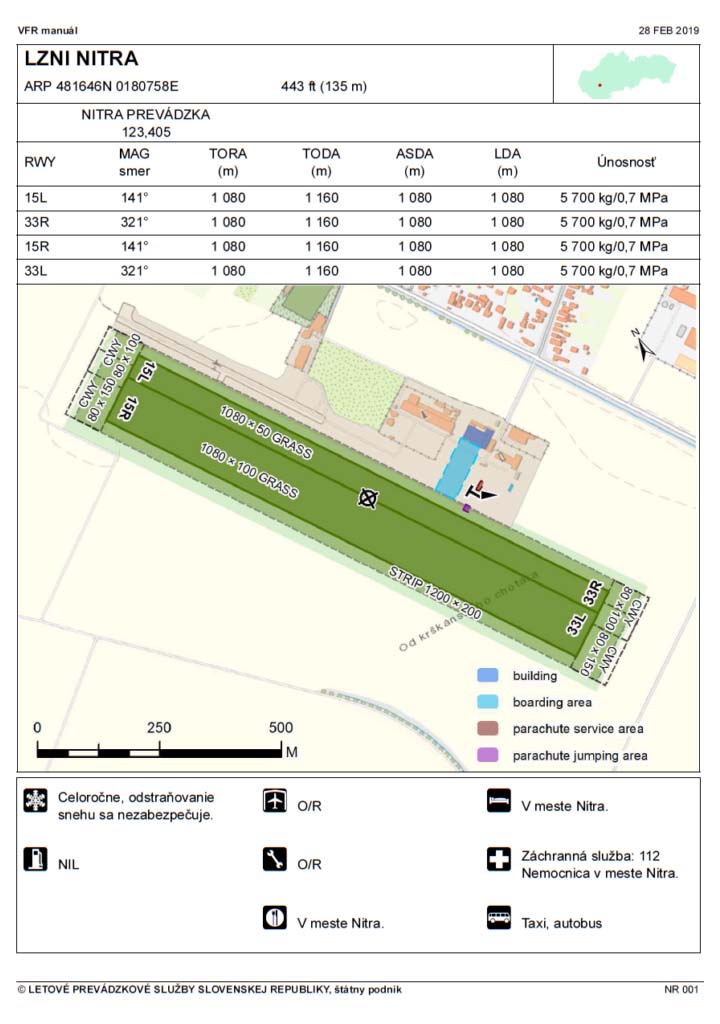 VFR manuál
28 FEB 2019
LZNI NITRA
ARP 481646N 0180758E
443 ft (135 m)
NITRA PREVÁDZKA
123,405
RWY MAG smer TORA (m) TODA (m) ASDA (m) LDA (m) Únosnosť
15L 141° 1 080 1 160 1 080 1 080 5 700 kg/0,7 MPa
33R 321° 1 080 1 160 1 080 1 080 5 700 kg/0,7 MPa
15R 141° 1 080 1 160 1 080 1 080 5 700 kg/0,7 MPa
33L 321° 1 080 1 160 1 080 1 080 5 700 kg/0,7 MPa
N
CWY
80 x 100
CWY
80 x 150
15L
15R
1080 × 50 GRASS
1080 × 100 GRASS
T
STRIP 1200 × 200
Od krškánskeho chotára
33R
33L
CWY
80 x 100
CWY
80 x 150
building
boarding area
parachute service area
parachute jumping area
0 250 500
M
Celoročne, odstraňovanie
snehu sa nezabezpečuje.
O/R
V meste Nitra.
NIL
O/R
Záchranná služba: 112
Nemocnica v meste Nitra.
V meste Nitra.
Taxi, autobus
© LETOVÉ PREVÁDZKOVÉ SLUŽBY SLOVENSKEJ REPUBLIKY, štátny podnik
NR 001